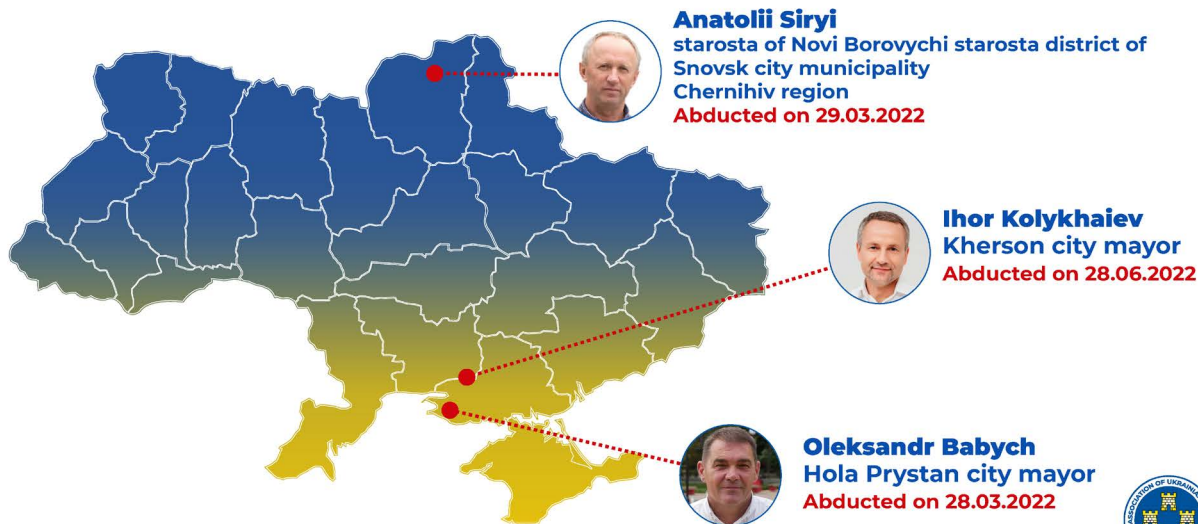 Anatolii Siryi
starosta of Novi Borovychi starosta district of
Snovsk city municipality
Chernihiv region
Abducted on 29.03.2022
Ihor Kolykhaiev
Kherson city mayor
Abducted on 28.06.2022
Oleksandr Babych
Hola Prystan city mayor
Abducted on 28.03.2022
ASSOCIATION OF